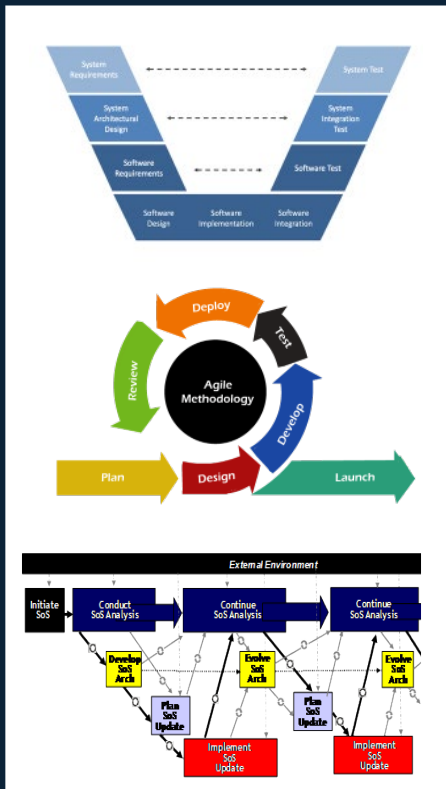 System
Requirements
System Test
System
Architectural
Design
System
Integration
Test
Software
Requirements
Software Test
Software
Design
Software
Implementation
Software
Integration
Deploy
Test
Review
Agile
Methodology
Develop
Plan
Design
Launch
External Environment
Initiate
SoS
Conduct
SoS Analysis
Continue
SoS Analysis
Continue
SoS Analysis
Develop
SoS
Arch
Evolve
SoS
Arch
Evolve
SoS
Arch
Plan
SoS
Update
Plan
SoS
Update
Implement
SoS
Update
Implement
SoS
Update